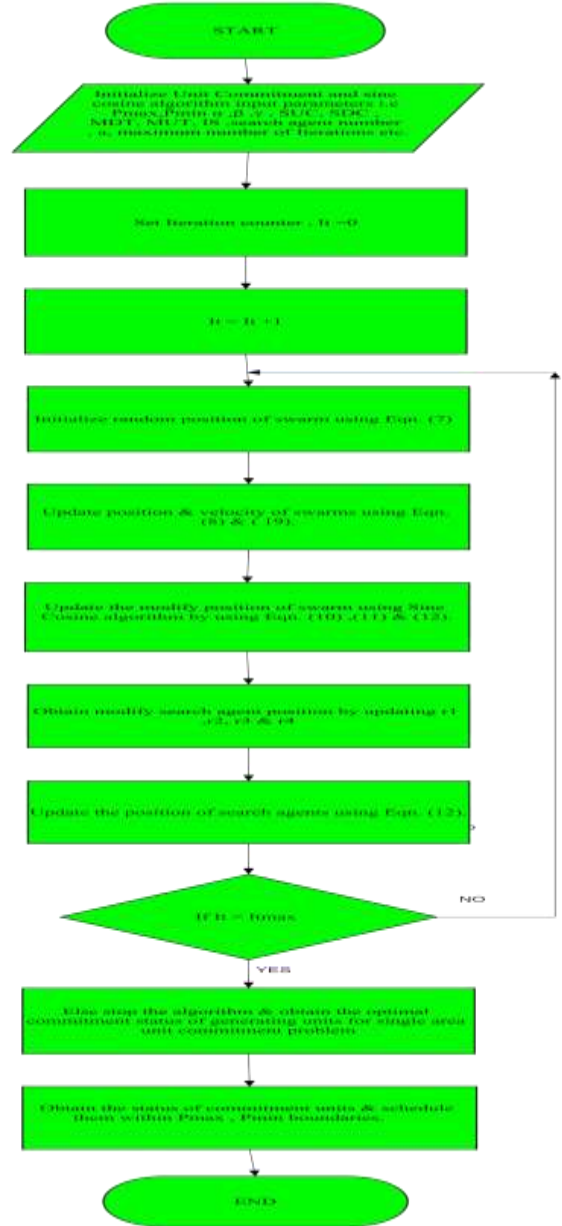 START
Initialize Unit Commitment and sine
cosine algorithm input parameters i.e
Pmax,Pmin α ,β ,γ , SUC, SDC ,
MDT, MUT, IS ,search agent number
, a, maximum number of Iterations etc.
Set Iteration counter , It =0
It = It +1
Initialize random position of swarm using Eqn. (7)
Update position & velocity of swarms using Eqn.
(8) & ( 19).
Update the modify position of swarm using Sine
Cosine algorithm by using Eqn. (10) ,(11) & (12).
Obtain modify search agent position by updating r1
,r2, r3 & r4
Update the position of search agents using Eqn. (12).
If It = Itmax
NO
YES
Else stop the algorithm & obtain the optimal
commitment status of generating units for single area
unit commitment problem
Obtain the status of commitment units & schedule
them within Pmax , Pmin boundaries.
END